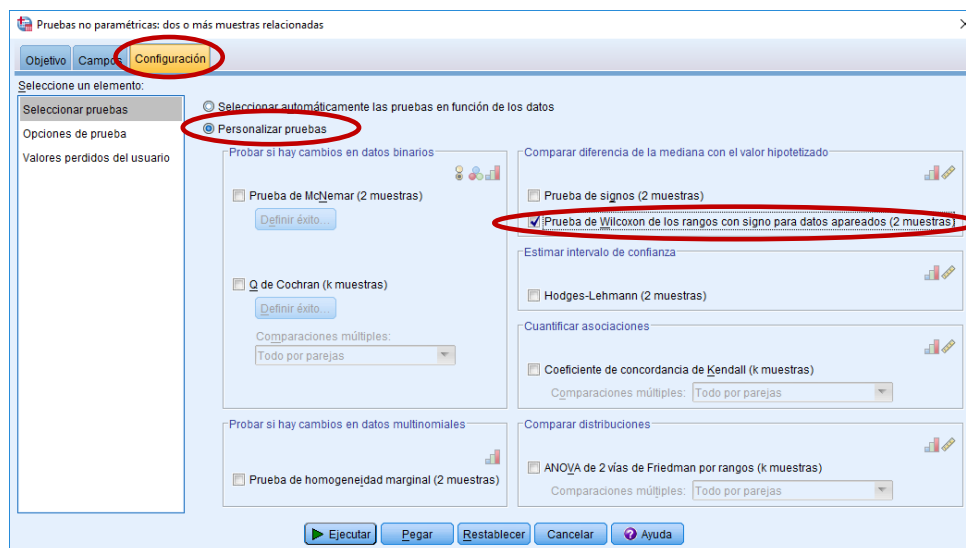 Pruebas no paramétricas: dos o más muestras relacionadas
Objetivo Campos Configuración
Seleccione un elemento:
Seleccionar pruebas
Opciones de prueba
Valores perdidos del usuario
Seleccionar automáticamente las pruebas en función de los datos
Personalizar pruebas
Probar si hay cambios en datos binarios
Prueba de McNemar (2 muestras)
Definir éxito...
Q de Cochran (k muestras)
Definir éxito...
Comparaciones múltiples:
Todo por parejas
Probar si hay cambios en datos multinomiales
Prueba de homogeneidad marginal (2 muestras)
Comparar diferencia de la mediana con el valor hipotetizado
Prueba de signos (2 muestras)
Prueba de Wilcoxon de los rangos con signo para datos apareados (2 muestras)
Estimar intervalo de confianza
Hodges-Lehmann (2 muestras)
Cuantificar asociaciones
Coeficiente de concordancia de Kendall (k muestras)
Comparaciones múltiples: Todo por parejas
Comparar distribuciones
ANOVA de 2 vías de Friedman por rangos (k muestras)
Comparaciones múltiples: Todo por parejas
Ejecutar Pegar Restablecer Cancelar Ayuda